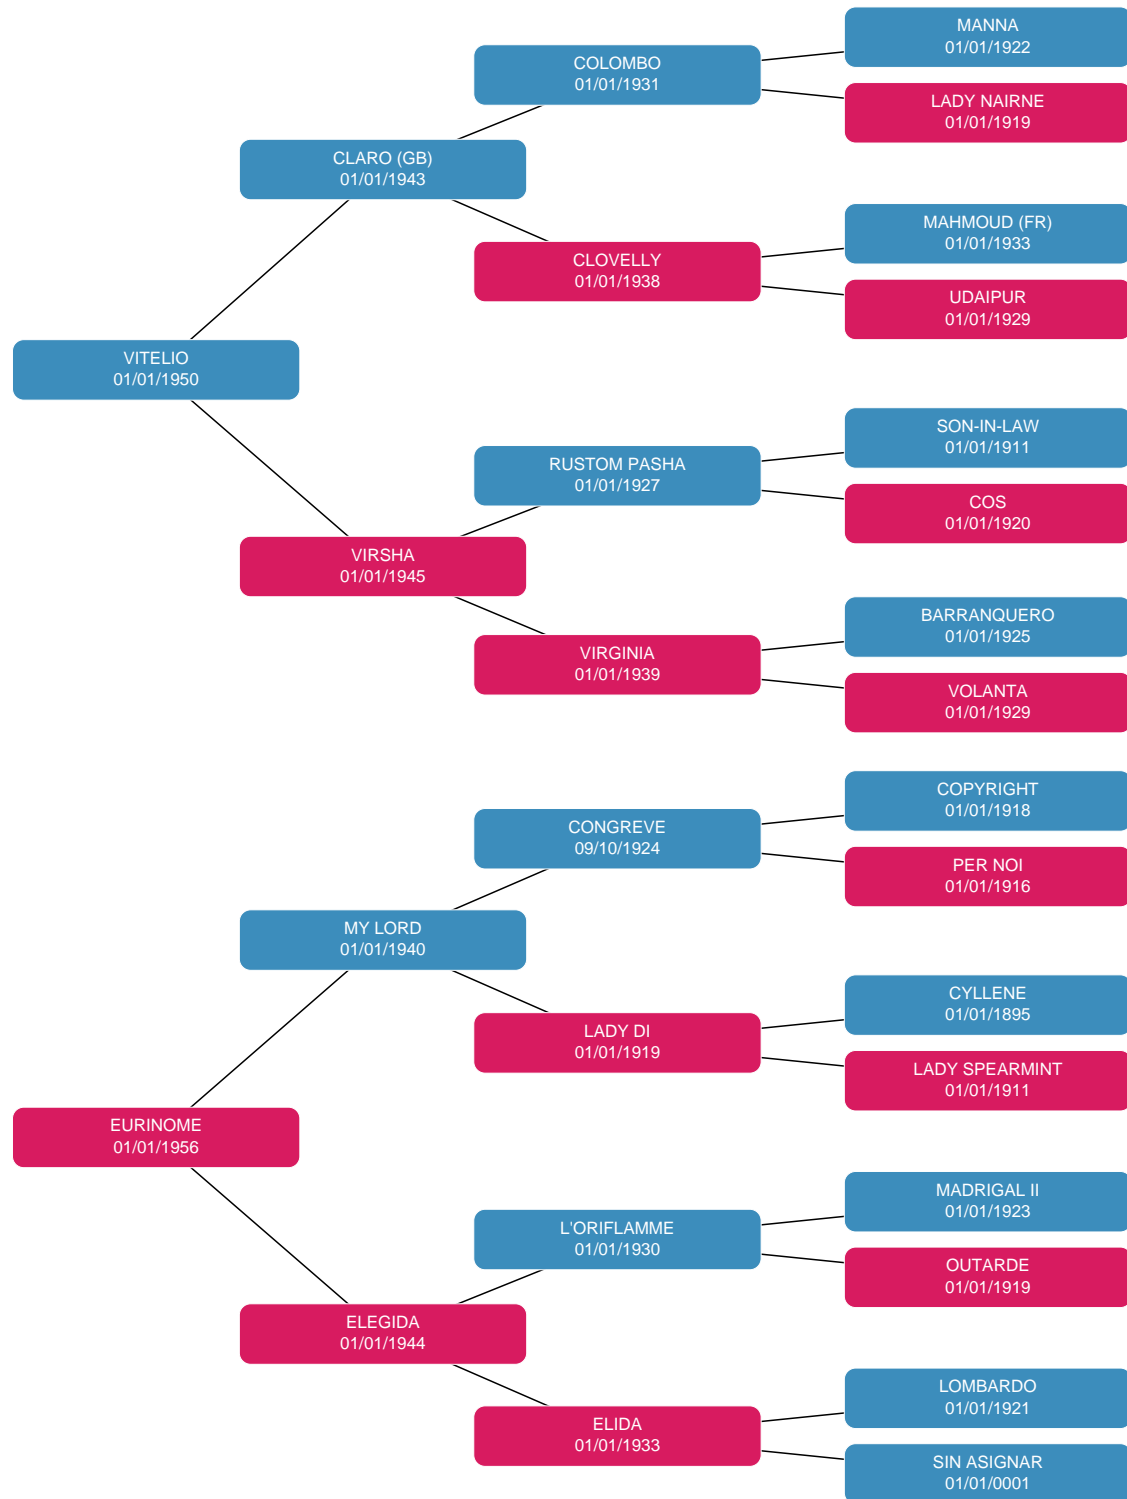 MANNA
01/01/1922
COLOMBO
01/01/1931
LADY NAIRNE
01/01/1919
CLARO (GB)
01/01/1943
MAHMOUD (FR)
01/01/1933
CLOVELLY
01/01/1938
UDAIPUR
01/01/1929
VITELIO
01/01/1950
SON-IN-LAW
01/01/1911
RUSTOM PASHA
01/01/1927
COS
01/01/1920
VIRSHA
01/01/1945
BARRANQUERO
01/01/1925
VIRGINIA
01/01/1939
VOLANTA
01/01/1929
COPYRIGHT
01/01/1918
CONGREVE
09/10/1924
PER NOI
01/01/1916
MY LORD
01/01/1940
CYLLENE
01/01/1895
LADY DI
01/01/1919
LADY SPEARMINT
01/01/1911
EURINOME
01/01/1956
MADRIGAL II
01/01/1923
L'ORIFLAMME
01/01/1930
OUTARDE
01/01/1919
ELEGIDA
01/01/1944
LOMBARDO
01/01/1921
ELIDA
01/01/1933
SIN ASIGNAR
01/01/0001